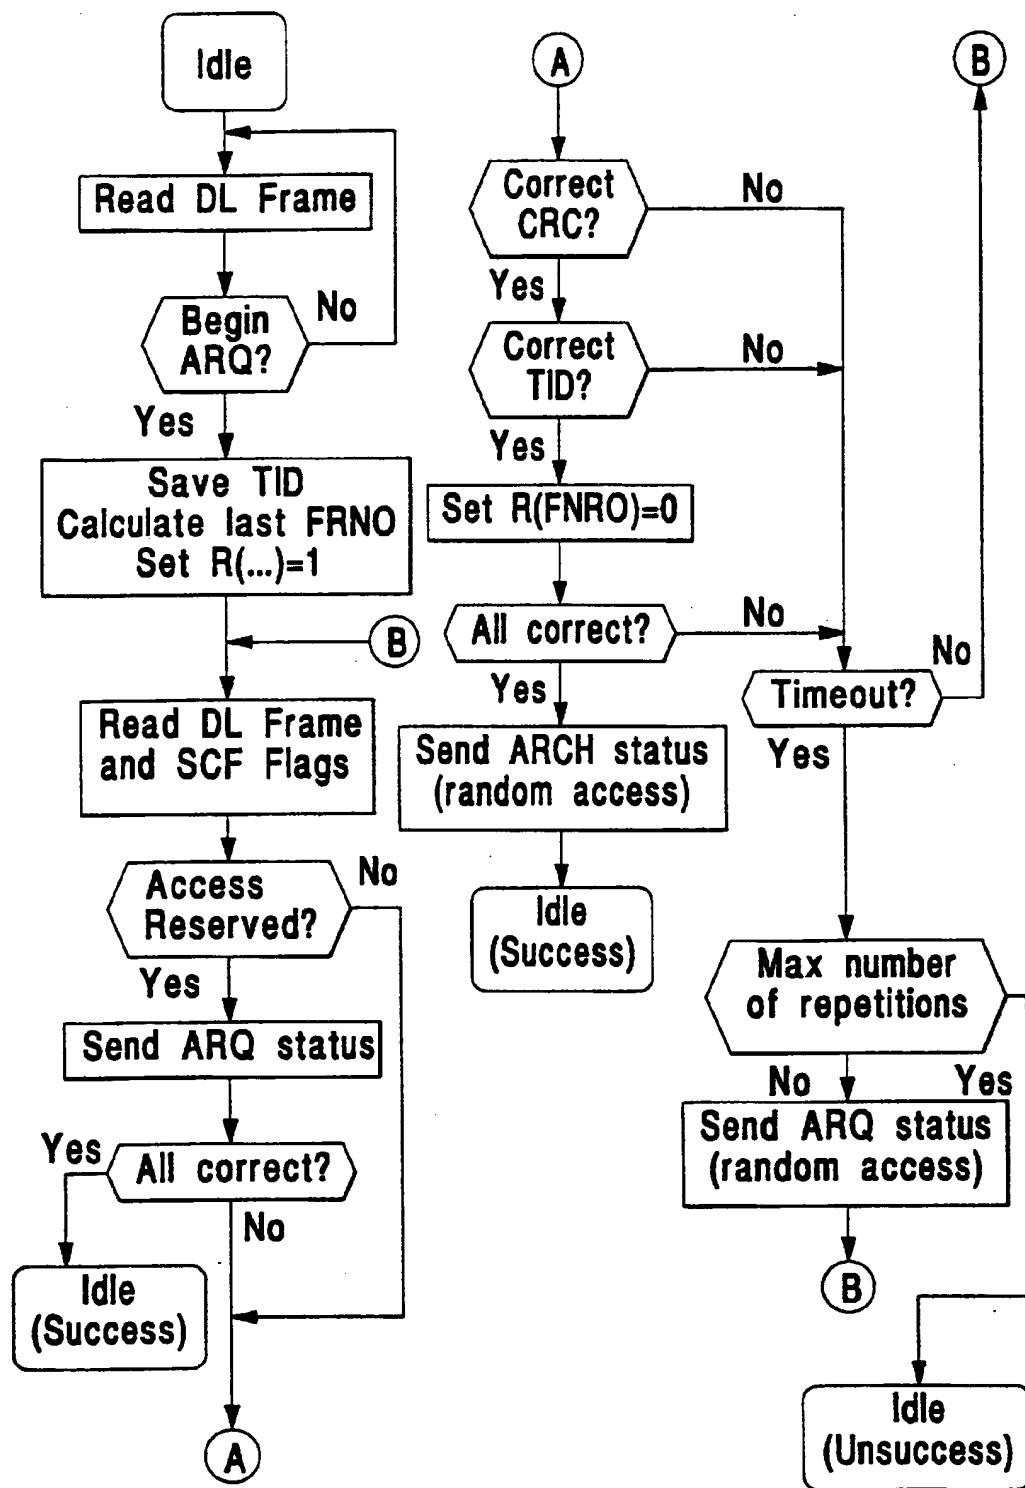 Idle
Read DL Frame
Begin
ARQ?
No
Yes
Save TID
Calculate last FRNO
Set R(...)=1
B
Read DL Frame
and SCF Flags
Access
Reserved?
No
Yes
Send ARQ status
Yes
All correct?
No
Idle
(Success)
A
A
Correct
CRC?
No
Yes
Correct
TID?
No
Yes
Set R(FNRO)=0
All correct?
No
Yes
Send ARCH status
(random access)
Idle
(Success)
B
No
Timeout?
Yes
Max number
of repetitions
No
Yes
Send ARQ status
(random access)
B
Idle
(Unsuccess)